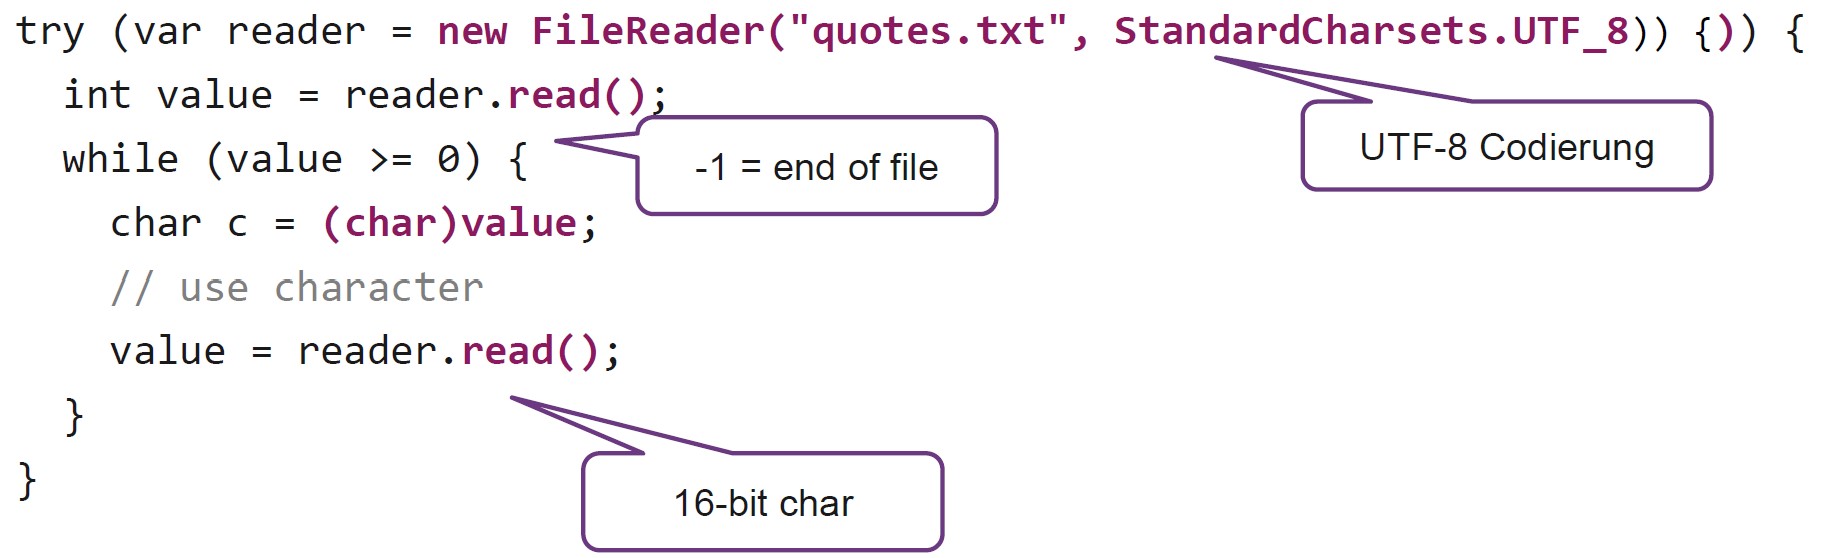 try (var reader = new FileReader("quotes.txt", StandardCharsets.UTF_8)) {)) {
int value = reader.read();
while (value >= 0) {
-1 = end of file
UTF-8 Codierung
char c = (char)value;
// use character
value = reader.read();
}
}
16-bit char